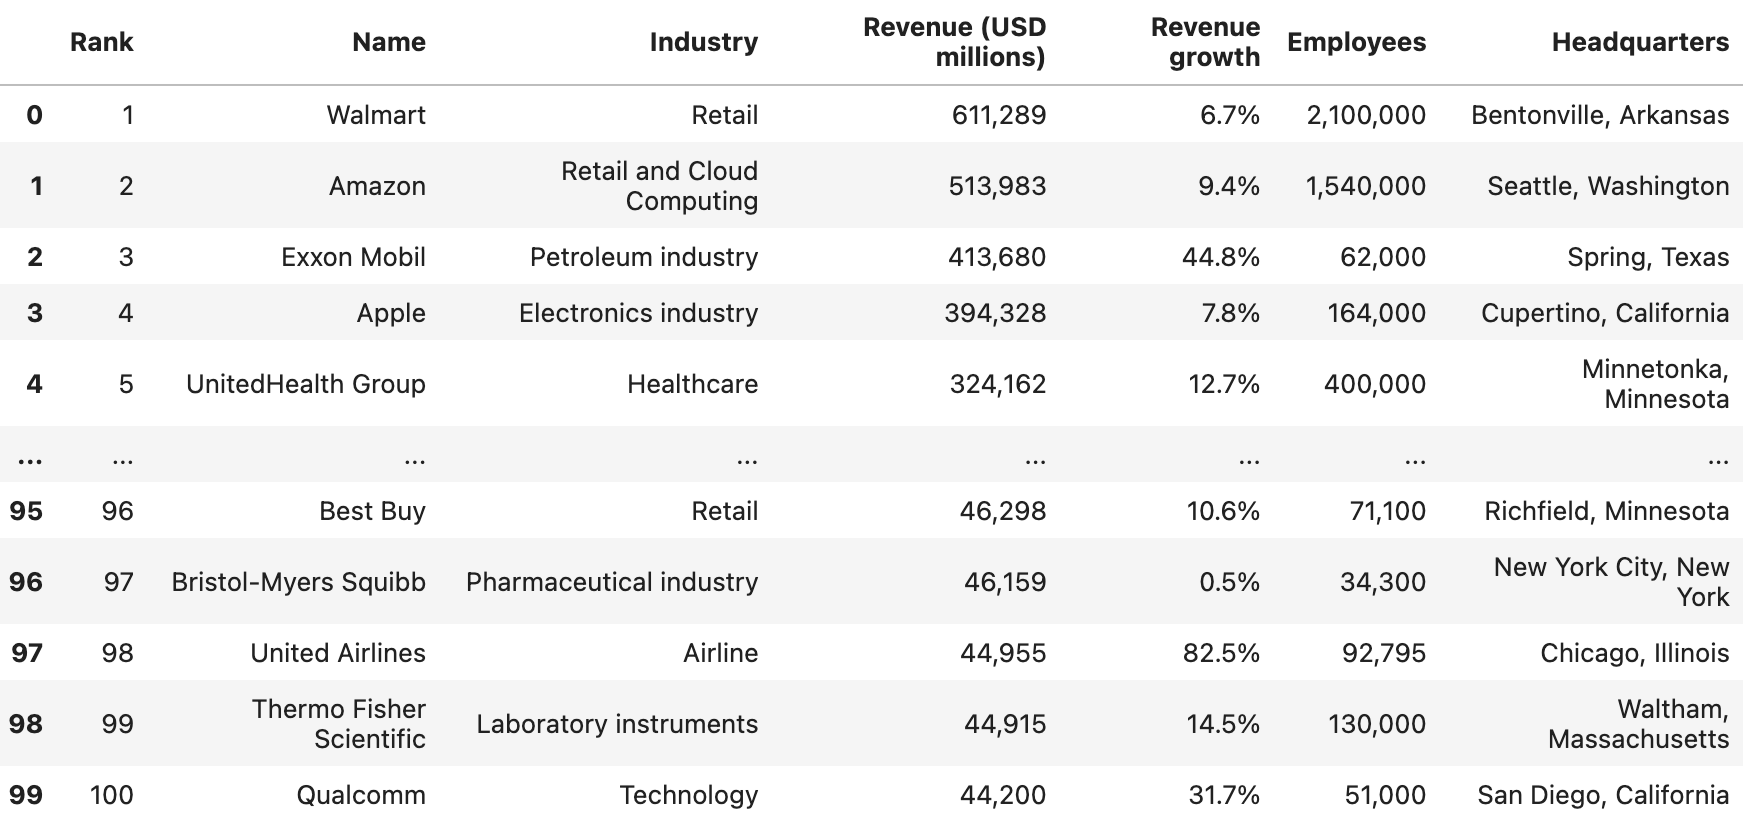 Rank Name Industry Revenue (USD millions) Revenue growth Employees Headquarters
0 1 Walmart Retail 611,289 6.7% 2,100,000 Bentonville, Arkansas
1 2 Amazon Retail and Cloud Computing 513,983 9.4% 1,540,000 Seattle, Washington
2 3 Exxon Mobil Petroleum industry 413,680 44.8% 62,000 Spring, Texas
3 4 Apple Electronics industry 394,328 7.8% 164,000 Cupertino, California
4 5 UnitedHealth Group Healthcare 324,162 12.7% 400,000 Minnetonka, Minnesota
... ... ... ... ... ... ... ...
95 96 Best Buy Retail 46,298 10.6% 71,100 Richfield, Minnesota
96 97 Bristol-Myers Squibb Pharmaceutical industry 46,159 0.5% 34,300 New York City, New York
97 98 United Airlines Airline 44,955 82.5% 92,795 Chicago, Illinois
98 99 Thermo Fisher Scientific Laboratory instruments 44,915 14.5% 130,000 Waltham, Massachusetts
99 100 Qualcomm Technology 44,200 31.7% 51,000 San Diego, California